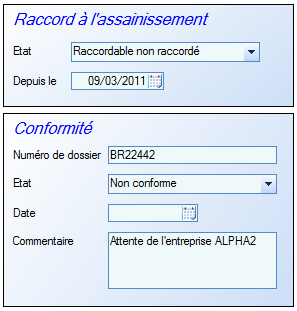 Raccord à l'assainissement
Etat Raccordable non raccordé
Depuis le 09/03/2011
Conformité
Numéro de dossier BR22442
Etat Non conforme
Date
Commentaire Attente de l'entreprise ALPHA2